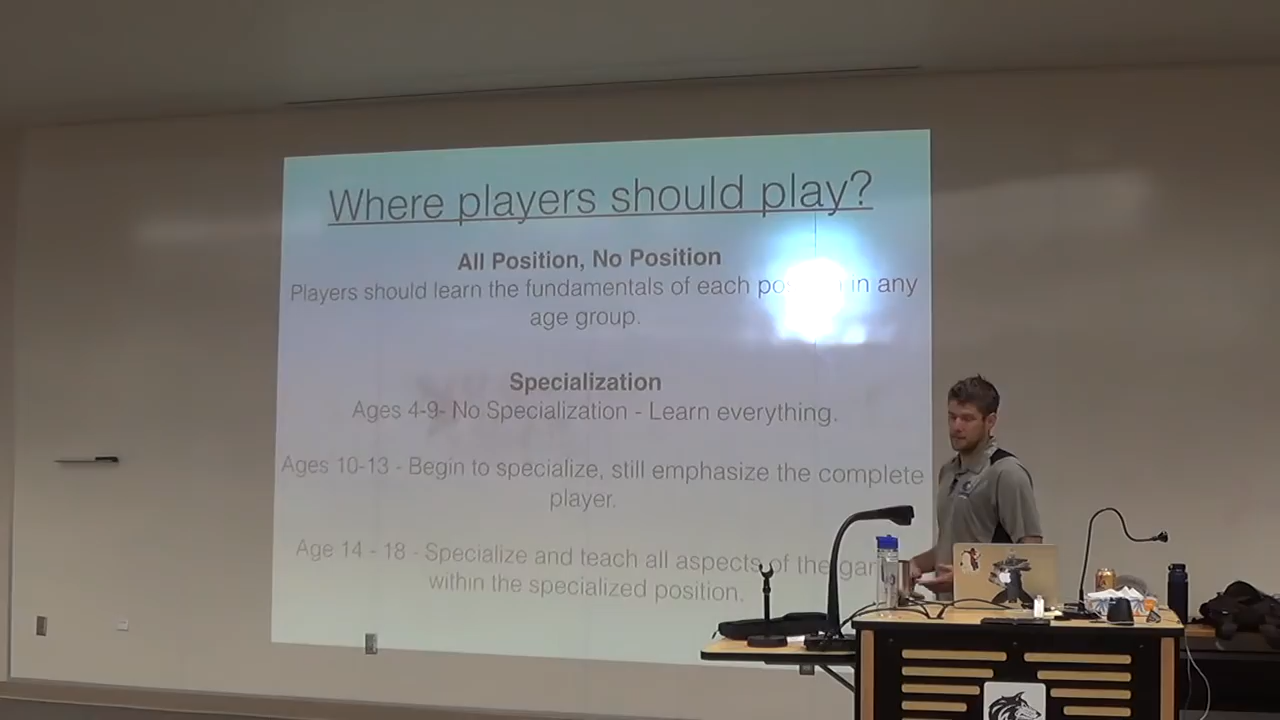 Where players should play?
All Position, No Position
Players should learn the fundamentals of each in any
age group.
Specialization
Ages 4-9- No Specialization - Learn everything.
Ages 10-13 - Begin to specialize, still emphasize the complete
player.
Age 14 - 18 - Specialize and teach all aspects of the
within the specialized position.